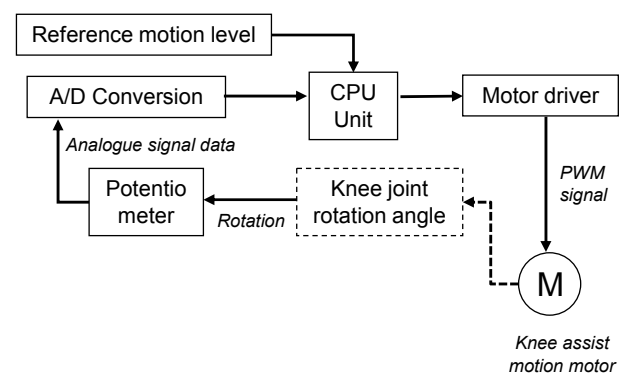 Reference motion level
A/D Conversion
CPU
Unit
Motor driver
Analogue signal data
PWM
signal
Potentio
meter
Rotation
Knee joint
rotation angle
M
Knee assist
motion motor